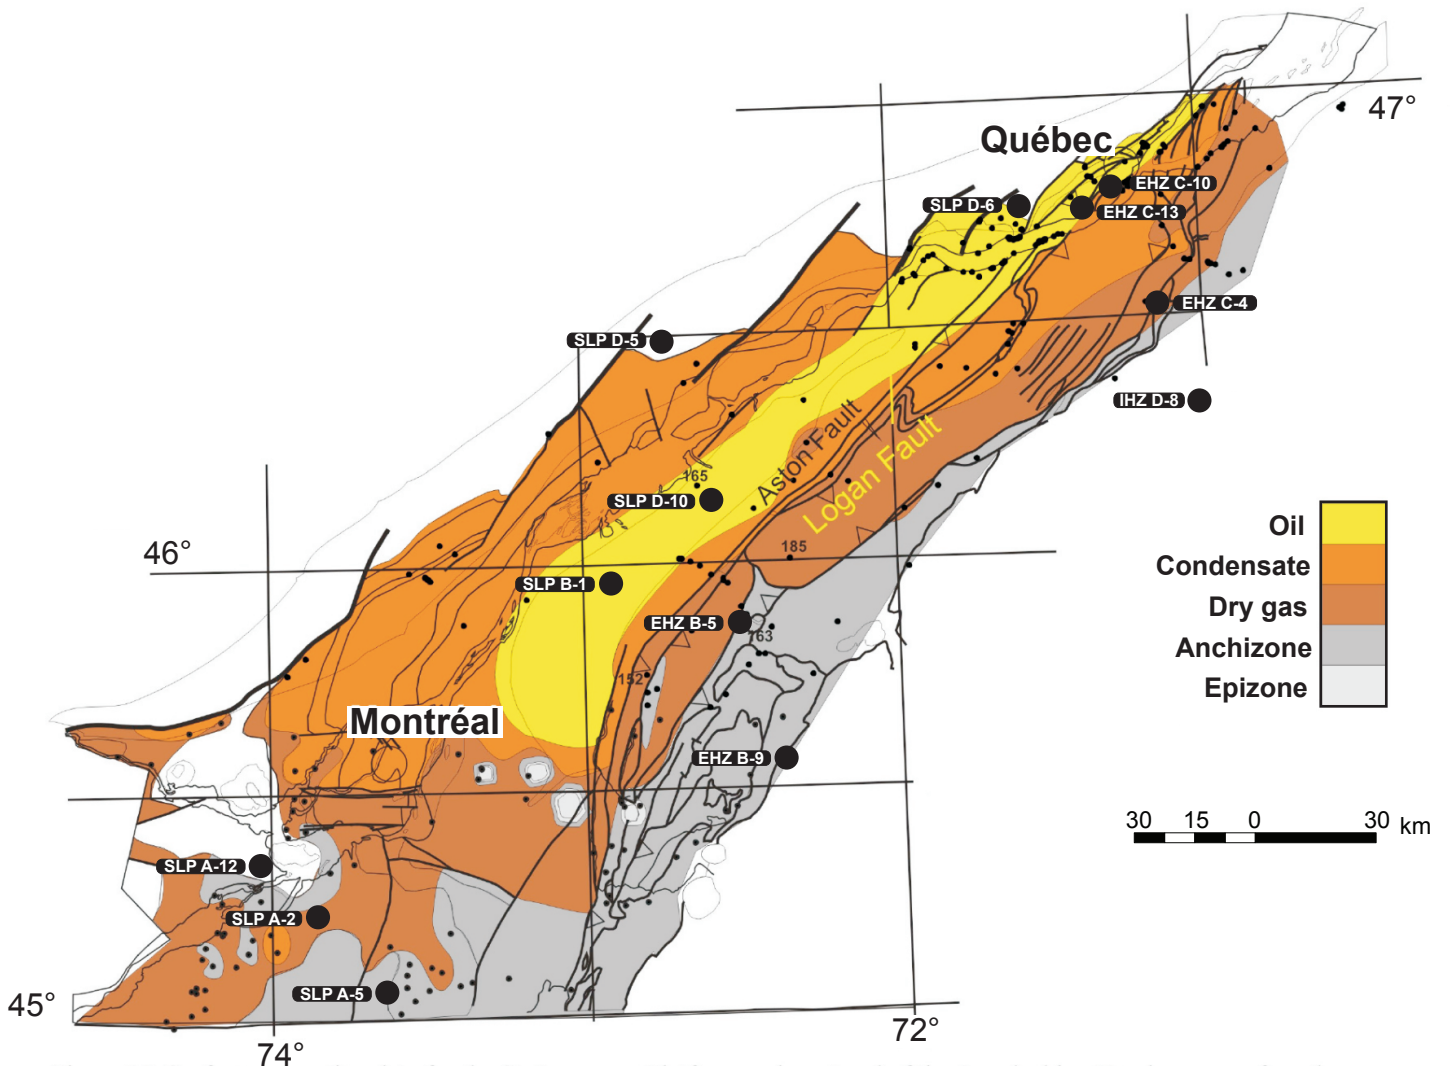 47°
Québec
EHZ C-10
SLP D-6
EHZ C-13
EHZ C-4
SLP D-5
IHZ D-8
Aston Fault
Logan Fault
165
SLP D-10
185
46°
SLP B-1
EHZ B-5
163
152
Montréal
EHZ B-9
Oil
Condensate
Dry gas
Anchizone
Epizone
30 15 0 30 km
SLP A-12
SLP A-2
SLP A-5
45°
72°
74°